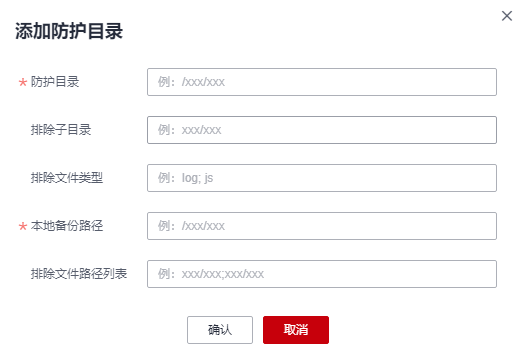 添加防护目录
* 防护目录 例：/xxx/xxx
排除子目录 例：xxx/xxx
排除文件类型 例：log; js
* 本地备份路径 例：/xxx/xxx
排除文件路径列表 例：xxx/xxx;xxx/xxx
确认 取消